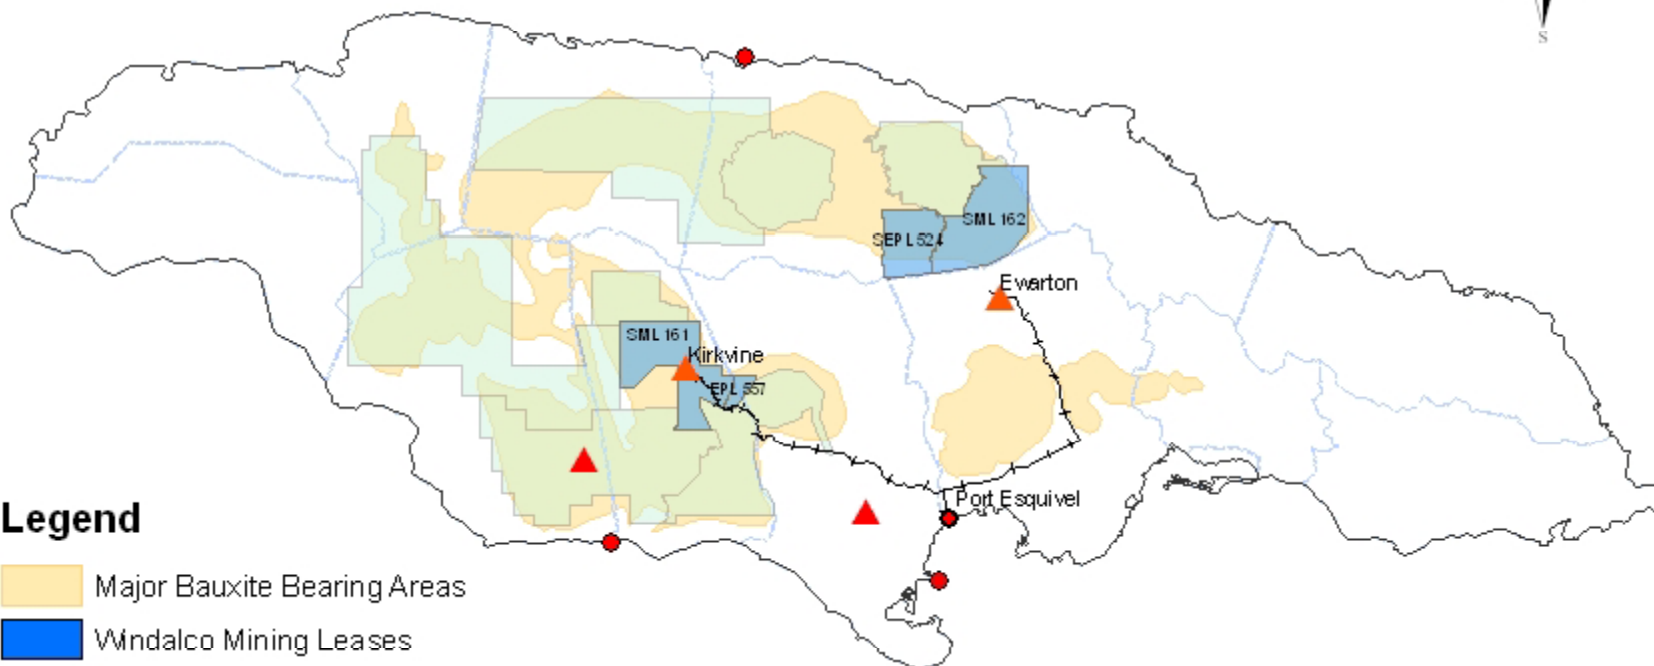 S
SML 162
SEPL 524
Ewarton
SML 161
Kirkvine
EPL 557
Port Esquivel
Legend
Major Bauxite Bearing Areas
Windalco Mining Leases